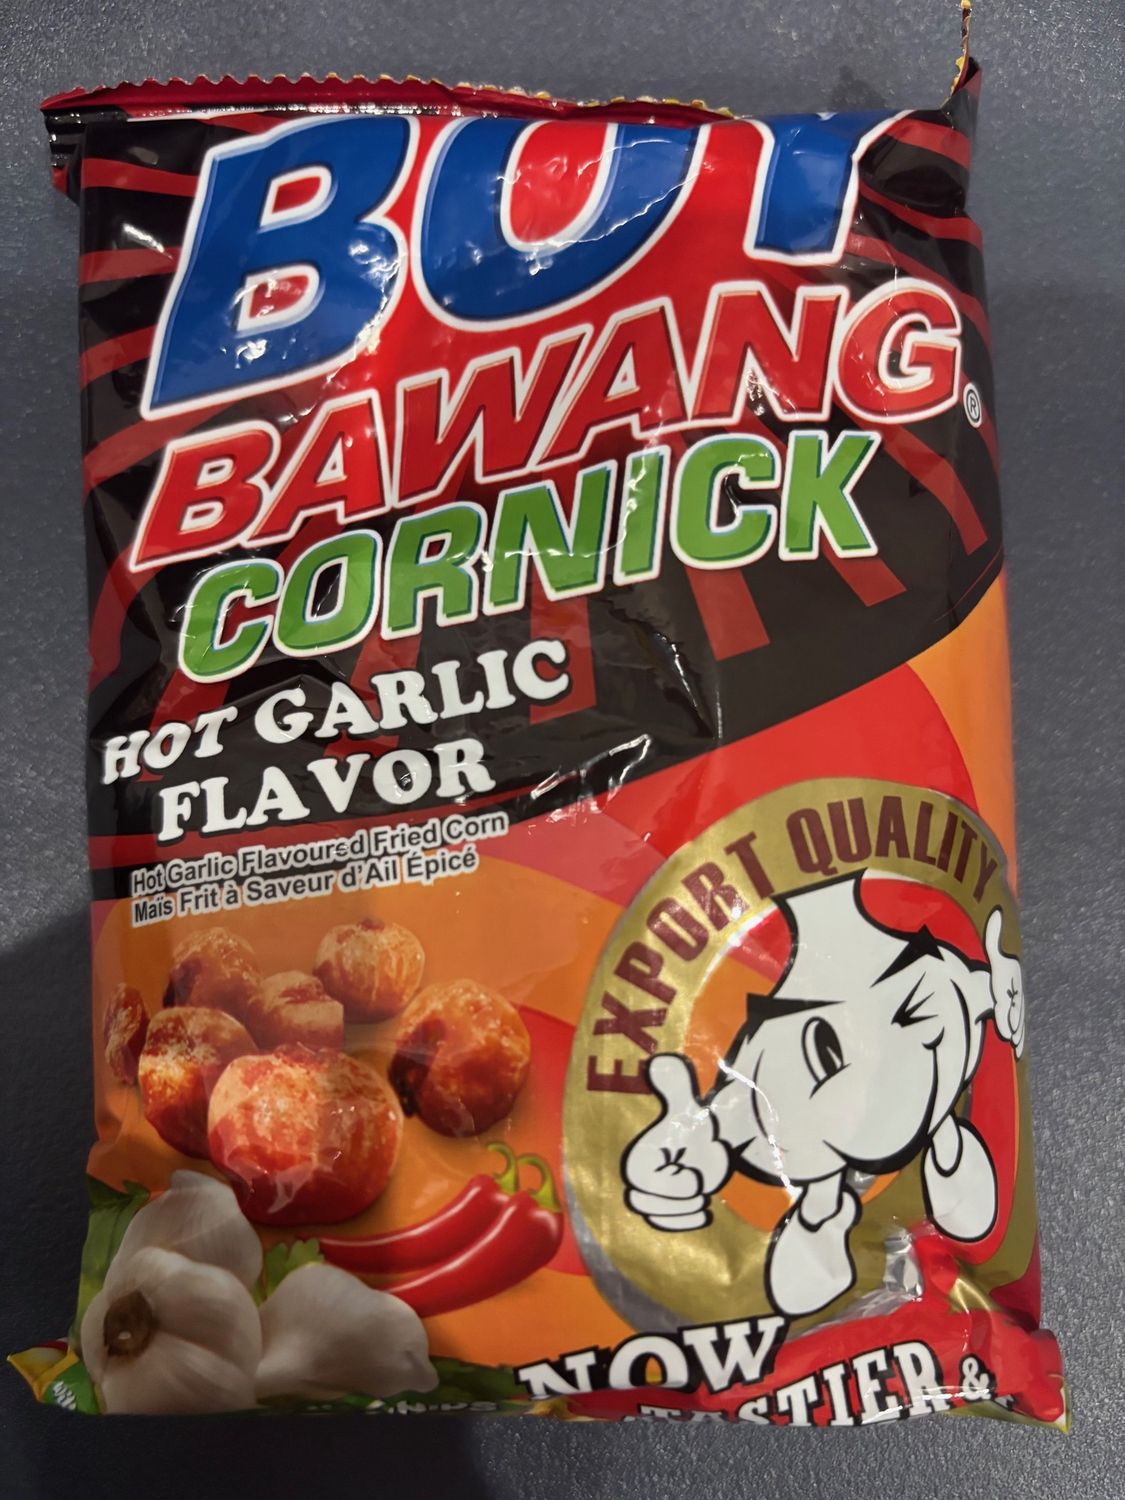 BOY
BAWANG®
CORNICK
HOT GARLIC
FLAVOR
Hot Garlic Flavoured Fried Corn
Maïs Frit à Saveur d'Ail Épicé
EXPORT QUALITY
NOW
TASTIER &